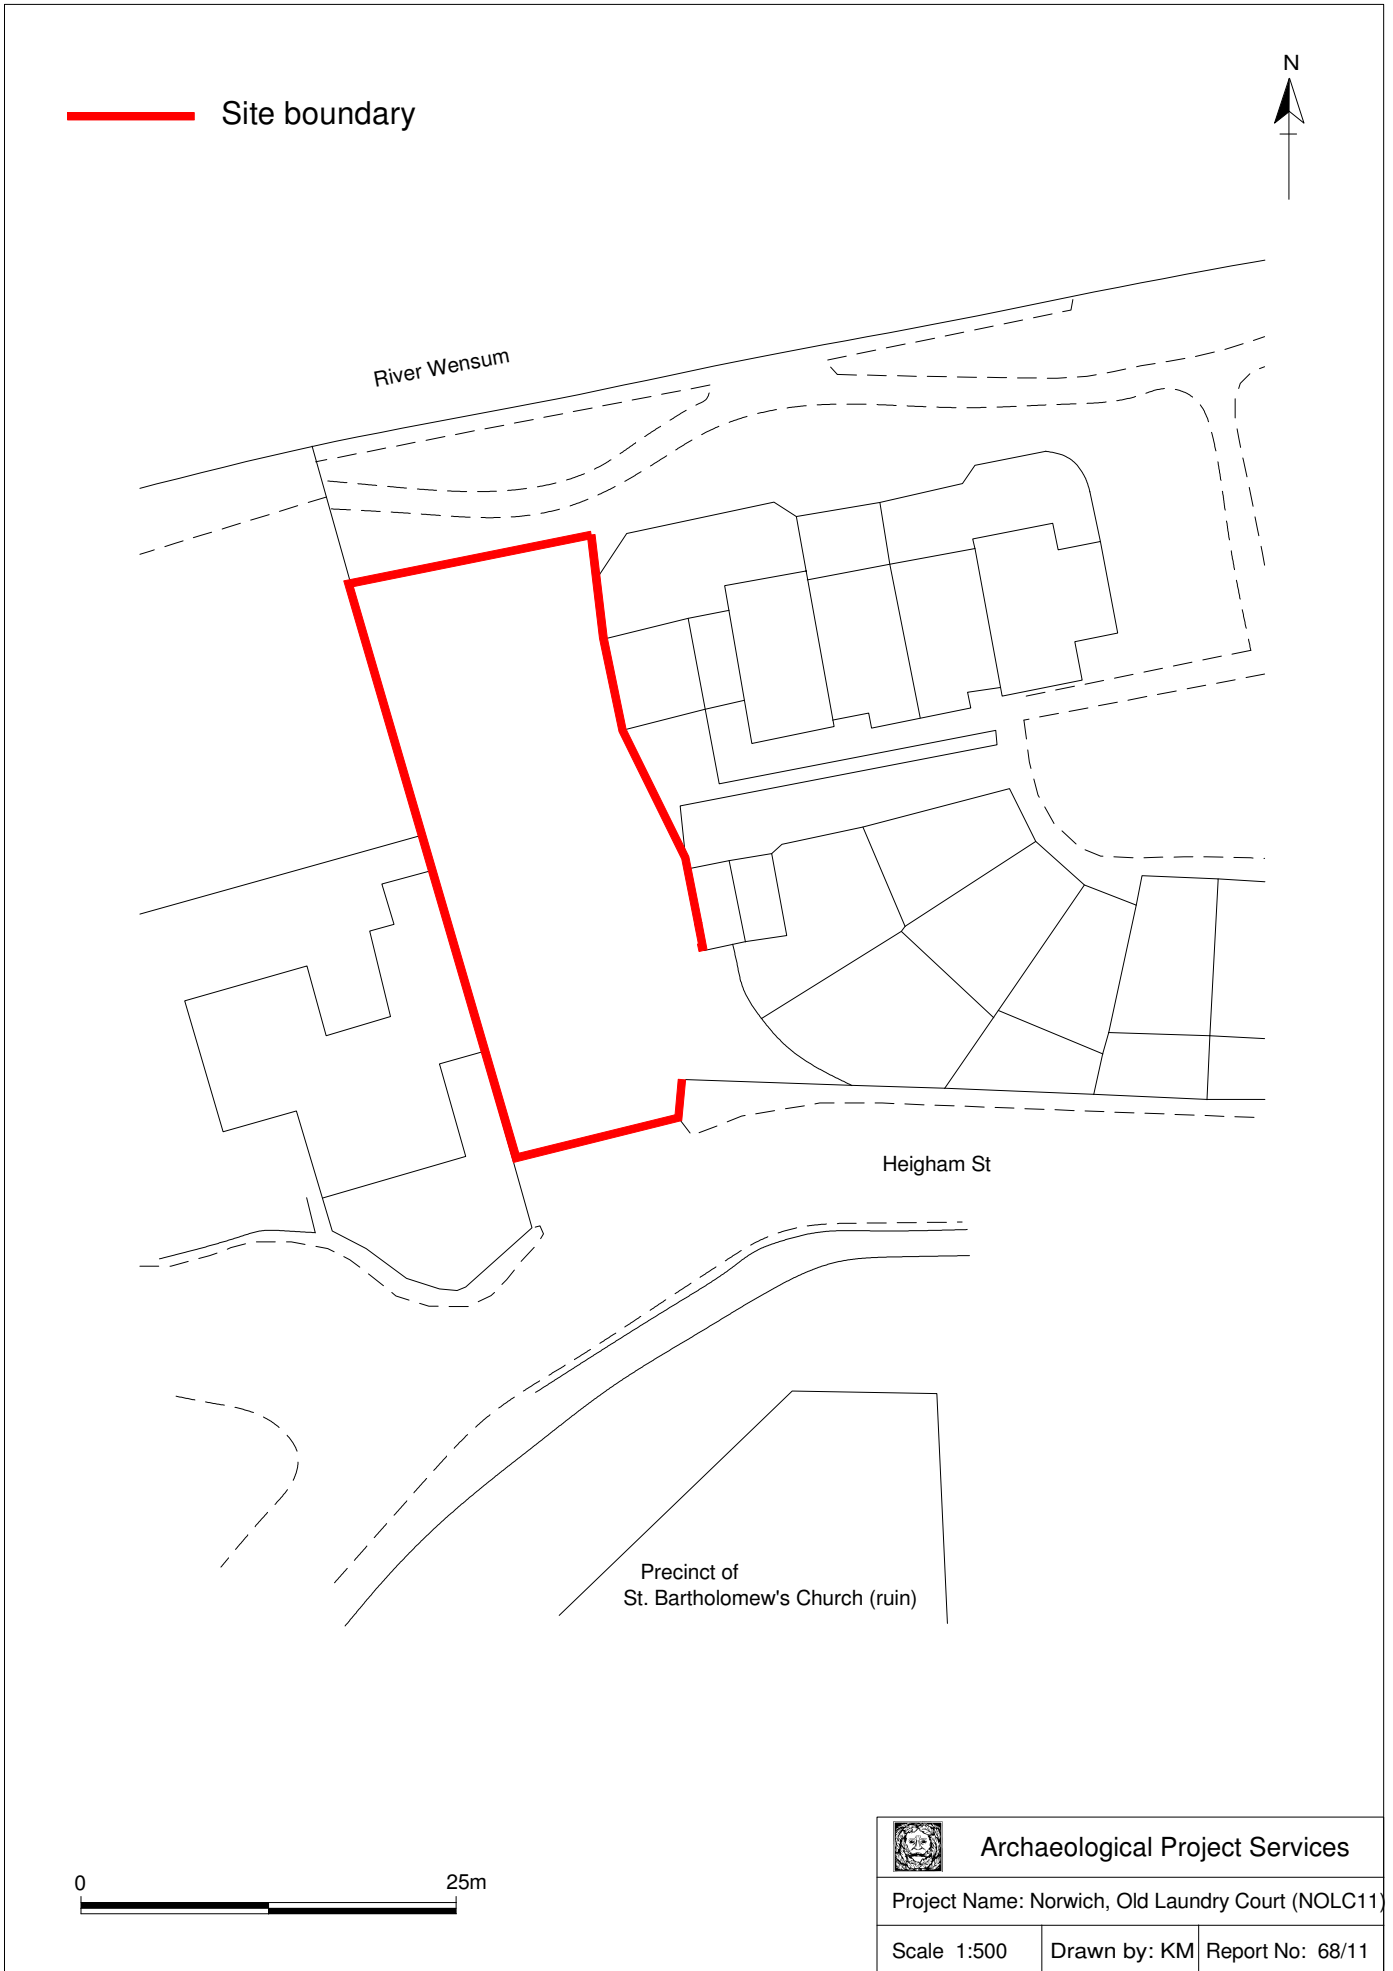 N
Site boundary
River Wensum
Heigham St
Precinct of
St. Bartholomew's Church (ruin)
0 25m
Archaeological Project Services
Project Name: Norwich, Old Laundry Court (NOLC11)
Scale 1:500 Drawn by: KM Report No: 68/11